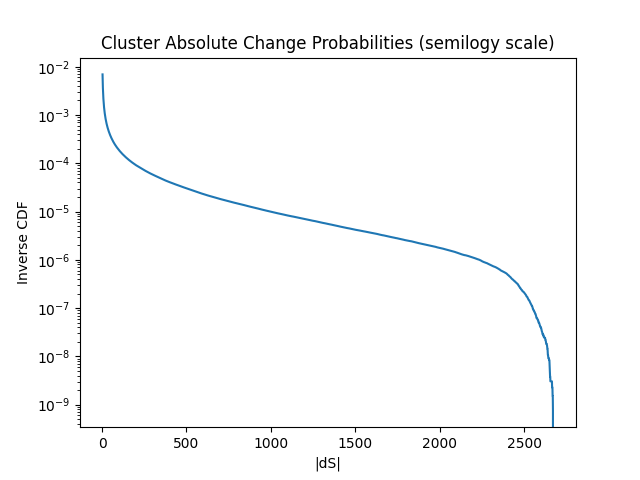 Cluster Absolute Change Probabilities (semilogy scale)
10⁻²
10⁻³
10⁻⁴
10⁻⁵
10⁻⁶
10⁻⁷
10⁻⁸
10⁻⁹
Inverse CDF
0 500 1000 1500 2000 2500
|dS|